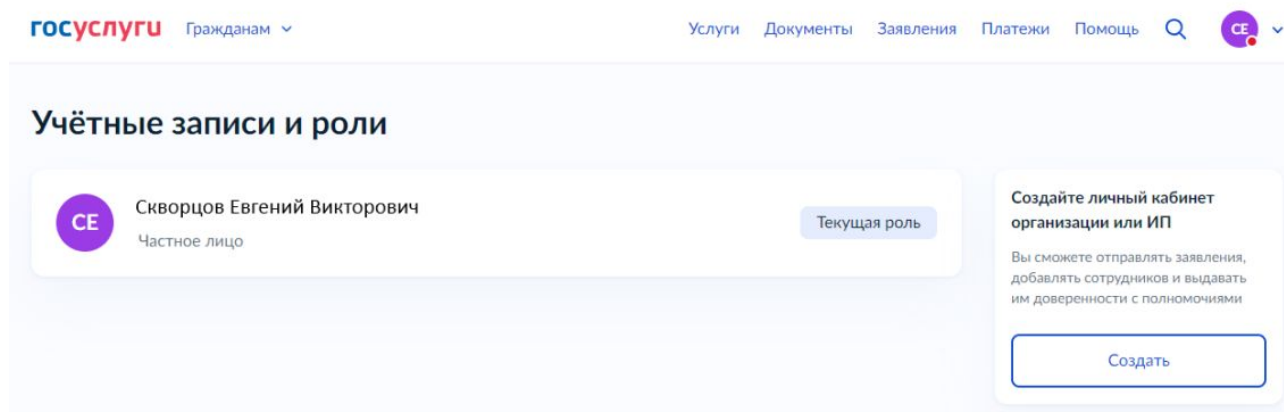 госуслуги Гражданам Услуги Документы Заявления Платежи Помощь СЕ
Учётные записи и роли
СЕ
Скворцов Евгений Викторович
Частное лицо
Текущая роль
Создайте личный кабинет
организации или ИП
Вы сможете отправлять заявления,
добавлять сотрудников и выдавать
им доверенности с полномочиями
Создать